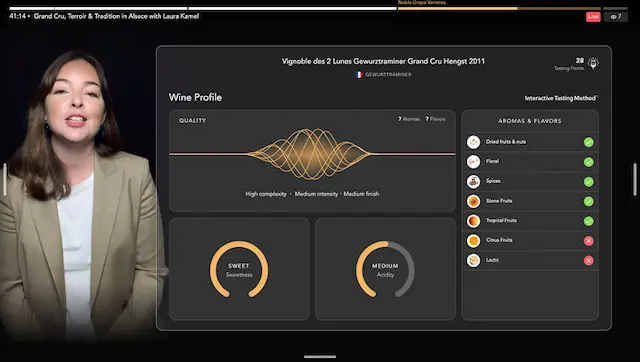 Noble Grape Varieties
41:14 • Grand Cru, Terroir & Tradition in Alsace with Laura Kamel
Live
7
Vignoble des 2 Lunes Gewurztraminer Grand Cru Hengst 2011
GEWURZTRAMINER
28
Tasting Points
Wine Profile
Interactive Tasting Method
QUALITY
7 Aromas 7 Flavors
High complexity • Medium intensity • Medium finish
SWEET
Sweetness
MEDIUM
Acidity
AROMAS & FLAVORS
Dried fruits & nuts
Floral
Spices
Stone Fruits
Tropical Fruits
Citrus Fruits
Lactic